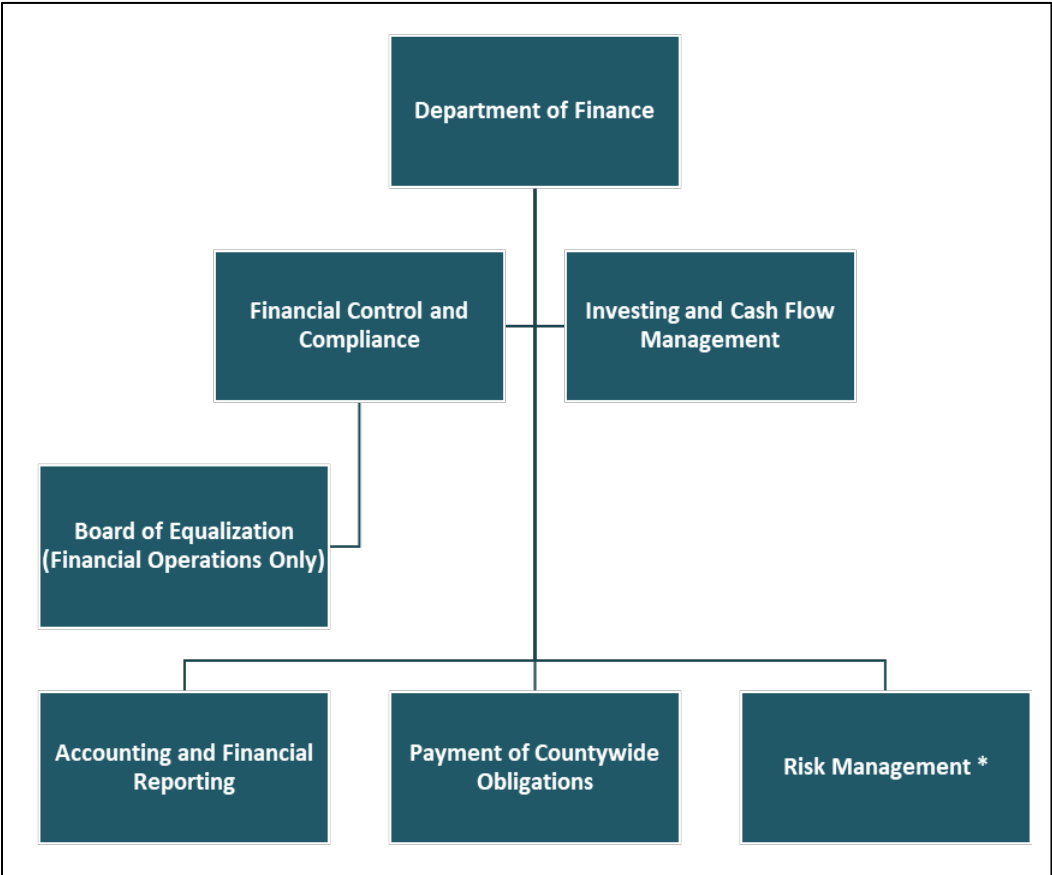 Department of Finance
Financial Control and
Compliance
Investing and Cash Flow
Management
Board of Equalization
(Financial Operations Only)
Accounting and Financial
Reporting
Payment of Countywide
Obligations
Risk Management *